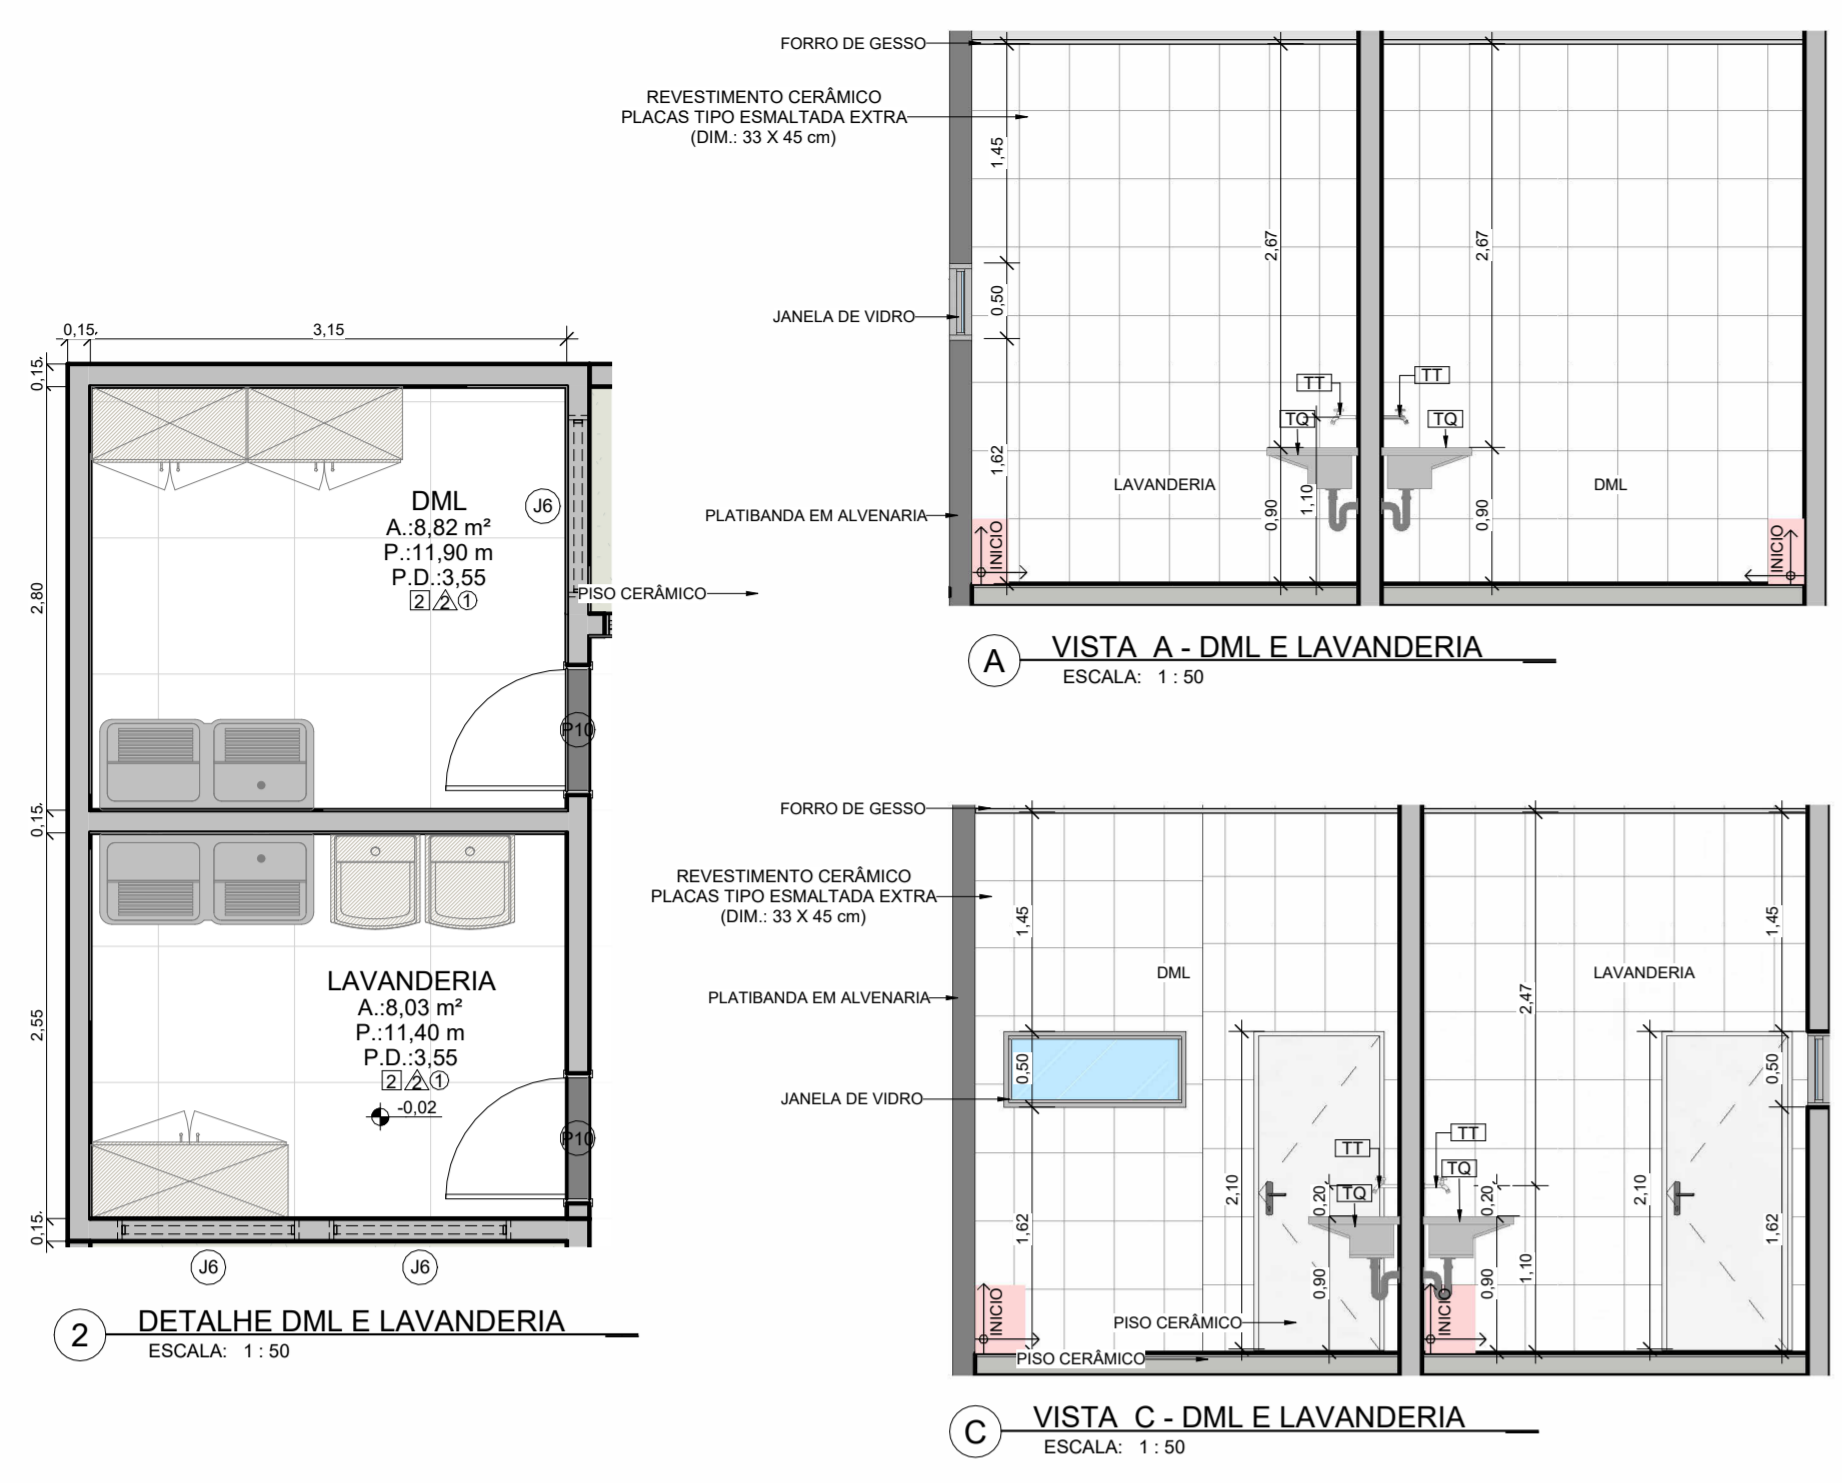 0,15
3,15
0,15
2,80
0,15
2,55
0,15
DML
A.:8,82 m²
P.:11,90 m
P.D.:3,55
2 2 1
J6
P10
LAVANDERIA
A.:8,03 m²
P.:11,40 m
P.D.:3,55
2 2 1
-0,02
P10
J6
J6
2
DETALHE DML E LAVANDERIA
ESCALA: 1 : 50
FORRO DE GESSO
REVESTIMENTO CERÂMICO
PLACAS TIPO ESMALTADA EXTRA
(DIM.: 33 X 45 cm)
JANELA DE VIDRO
PLATIBANDA EM ALVENARIA
PISO CERÂMICO
1,45
0,50
1,62
2,67
2,67
TT
TT
TQ
TQ
LAVANDERIA
DML
0,90
1,10
0,90
INICIO
INICIO
A
VISTA A - DML E LAVANDERIA
ESCALA: 1 : 50
FORRO DE GESSO
REVESTIMENTO CERÂMICO
PLACAS TIPO ESMALTADA EXTRA
(DIM.: 33 X 45 cm)
PLATIBANDA EM ALVENARIA
JANELA DE VIDRO
1,45
0,50
1,62
DML
LAVANDERIA
2,47
1,45
0,50
1,62
TT
TT
TQ
TQ
2,10
0,20
0,20
2,10
0,90
0,90
1,10
INICIO
INICIO
PISO CERÂMICO
PISO CERÂMICO
C
VISTA C - DML E LAVANDERIA
ESCALA: 1 : 50